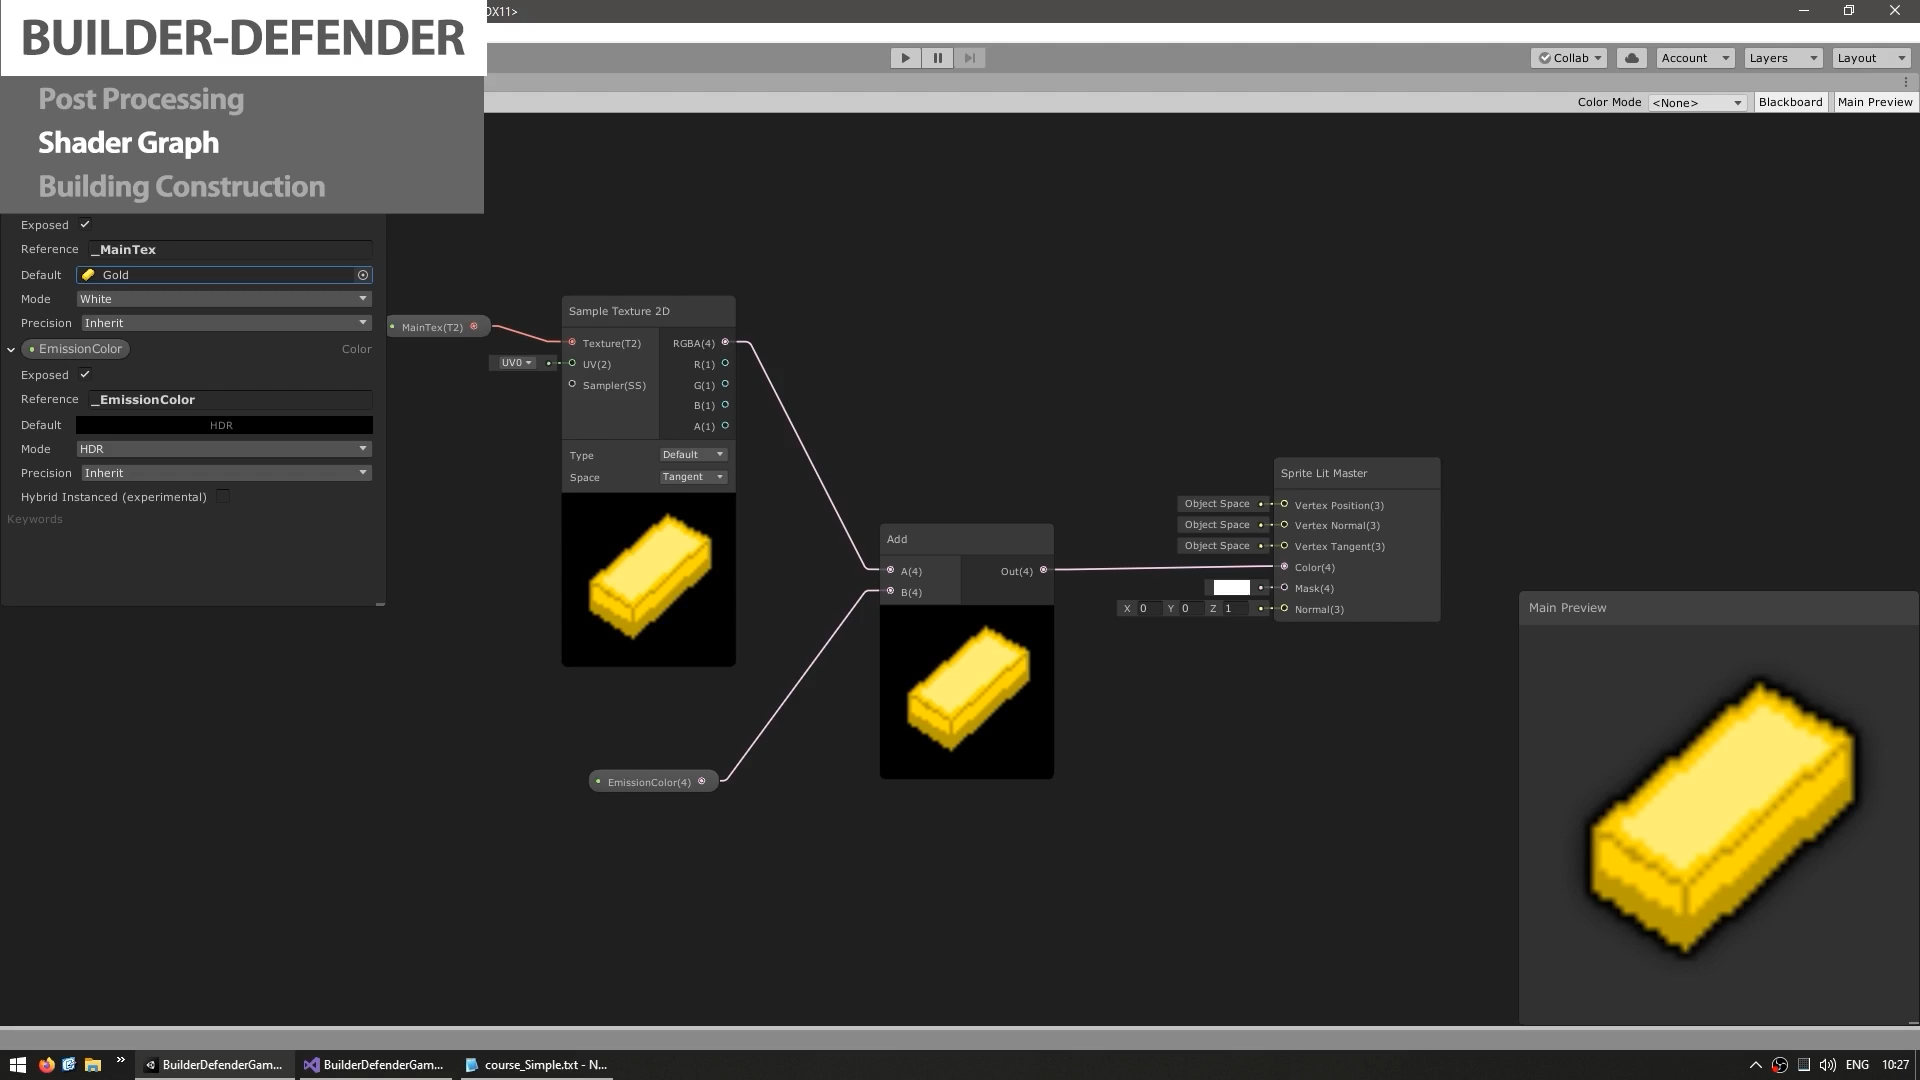 BUILDER-DEFENDER
DX11>
Post Processing
Shader Graph
Building Construction
Collab
Account
Layers
Layout
Color Mode
<None>
Blackboard
Main Preview
Exposed
Reference
_MainTex
Default
Gold
Mode
White
Precision
Inherit
EmissionColor
Color
Exposed
Reference
_EmissionColor
Default
HDR
Mode
HDR
Precision
Inherit
Hybrid Instanced (experimental)
Keywords
MainTex(T2)
UV0
Sample Texture 2D
Texture(T2)
UV(2)
Sampler(SS)
RGBA(4)
R(1)
G(1)
B(1)
A(1)
Type
Default
Space
Tangent
EmissionColor(4)
Add
A(4)
B(4)
Out(4)
Sprite Lit Master
Object Space
Vertex Position(3)
Object Space
Vertex Normal(3)
Object Space
Vertex Tangent(3)
Color(4)
Mask(4)
X 0 Y 0 Z 1
Normal(3)
Main Preview
BuilderDefenderGam...
BuilderDefenderGam...
course_Simple.txt - N...
ENG
10:27